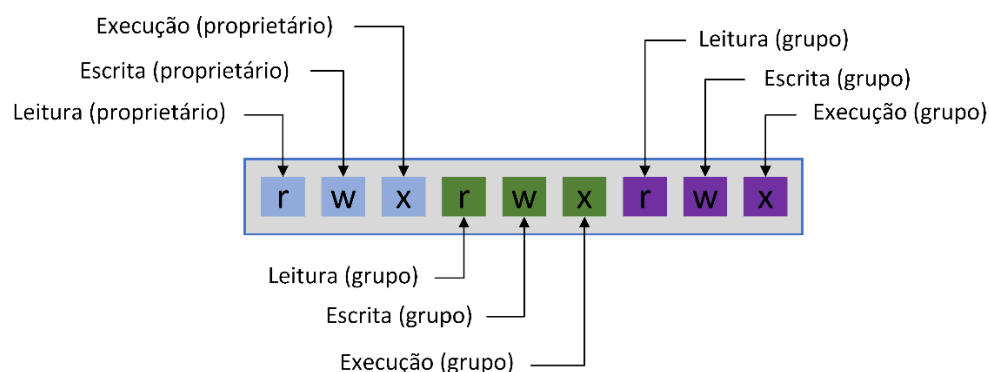 Execução (proprietário)
Escrita (proprietário)
Leitura (proprietário)
Leitura (grupo)
Escrita (grupo)
Execução (grupo)
r w x r w x r w x
Leitura (grupo)
Escrita (grupo)
Execução (grupo)